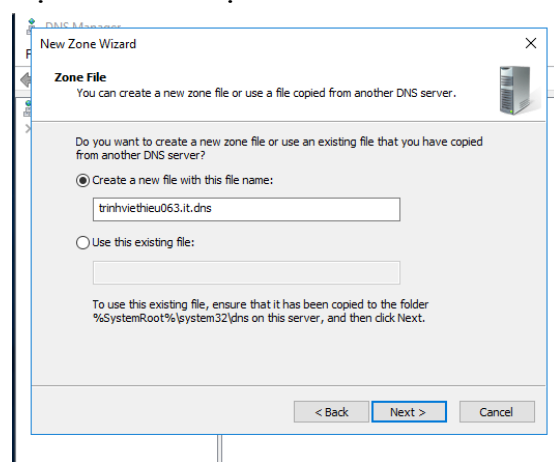 DNS Manager
New Zone Wizard
Zone File
You can create a new zone file or use a file copied from another DNS server.
Do you want to create a new zone file or use an existing file that you have copied
from another DNS server?
Create a new file with this file name:
trinhviethieu063.it.dns
Use this existing file:
To use this existing file, ensure that it has been copied to the folder
%SystemRoot%\system32\dns on this server, and then click Next.
< Back Next > Cancel